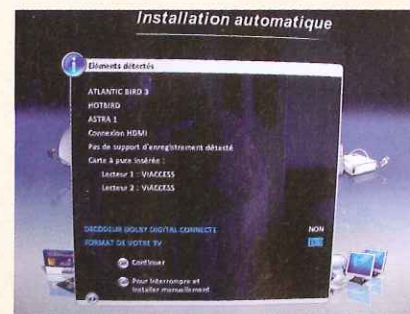 Installation automatique
Eléments détectés
ATLANTIC BIRD 3
HOTBIRD
ASTRA 1
Connexion HDMI
Pas de support d'enregistrement détecté
Carte à puce insérée :
Lecteur 1 : VIACCESS
Lecteur 2 : VIACCESS
DECODEUR DOLBY DIGITAL CONNECTE NON
FORMAT DE VOTRE TV
Continuer
Pour interrompre et
installer manuellement